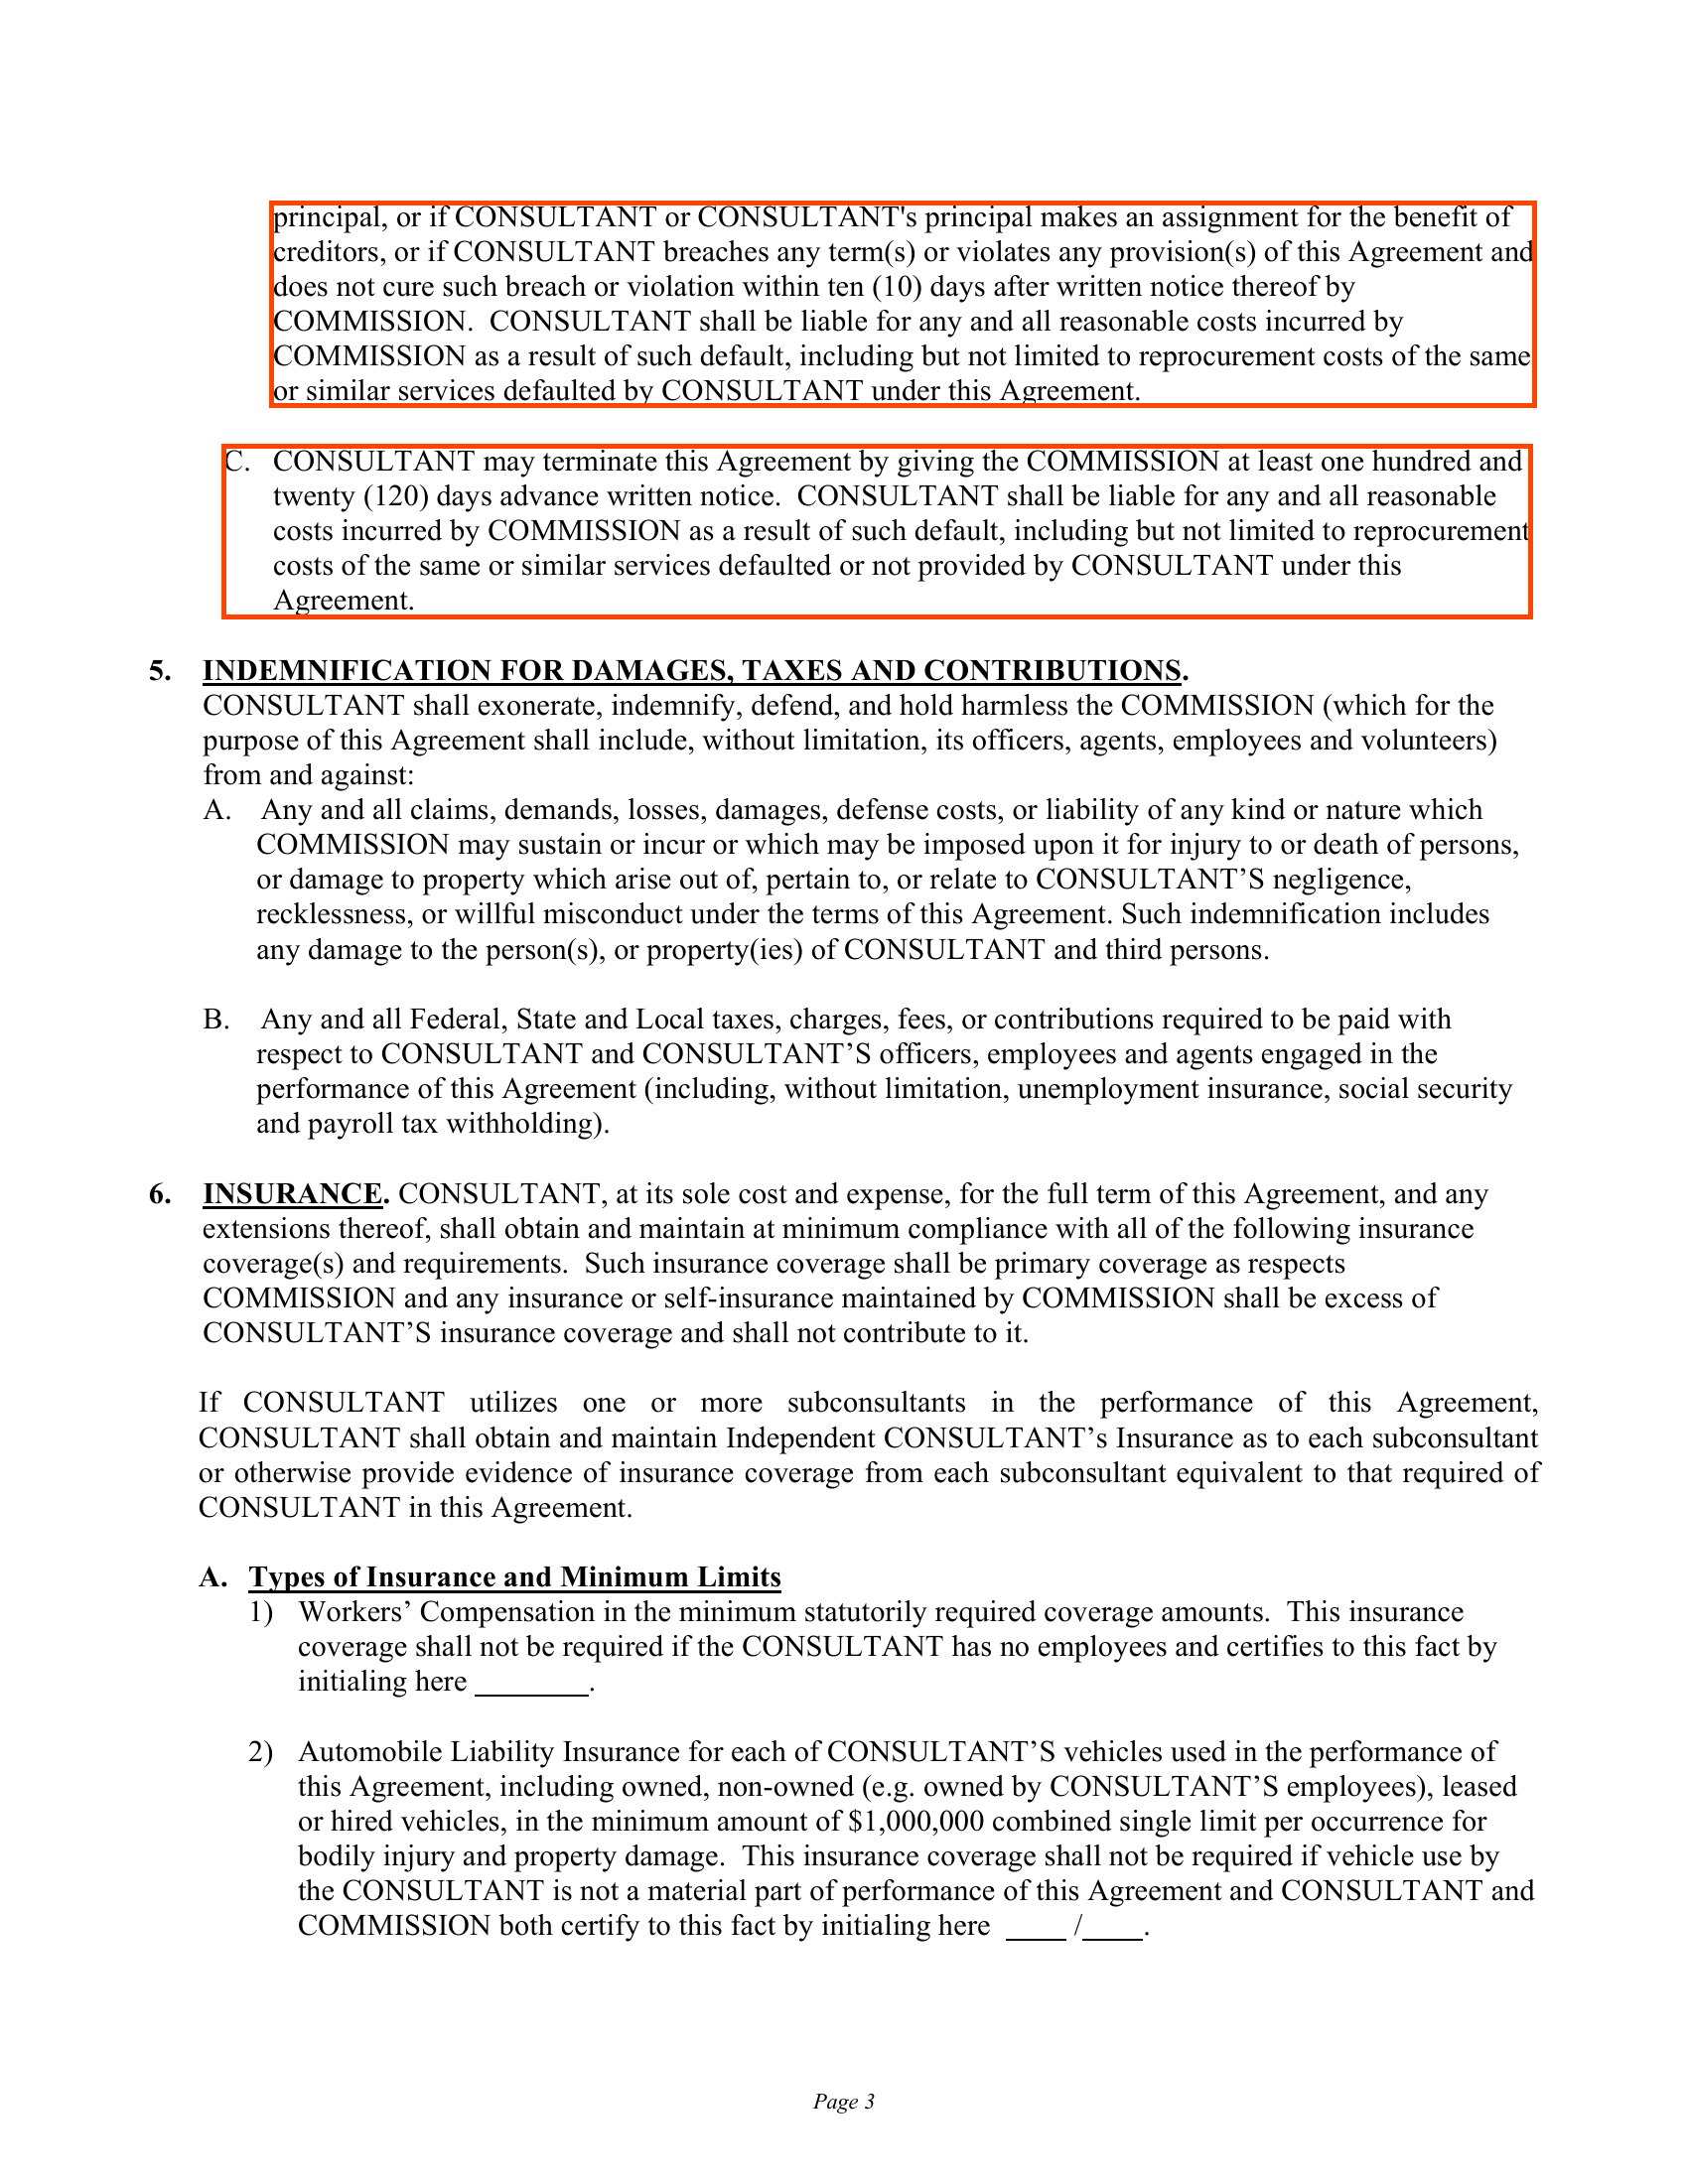 principal, or if CONSULTANT or CONSULTANT's principal makes an assignment for the benefit of
creditors, or if CONSULTANT breaches any term(s) or violates any provision(s) of this Agreement and
does not cure such breach or violation within ten (10) days after written notice thereof by
COMMISSION.  CONSULTANT shall be liable for any and all reasonable costs incurred by
COMMISSION as a result of such default, including but not limited to reprocurement costs of the same
or similar services defaulted by CONSULTANT under this Agreement.
C. CONSULTANT may terminate this Agreement by giving the COMMISSION at least one hundred and
twenty (120) days advance written notice.  CONSULTANT shall be liable for any and all reasonable
costs incurred by COMMISSION as a result of such default, including but not limited to reprocurement
costs of the same or similar services defaulted or not provided by CONSULTANT under this
Agreement.
5. INDEMNIFICATION FOR DAMAGES, TAXES AND CONTRIBUTIONS.
CONSULTANT shall exonerate, indemnify, defend, and hold harmless the COMMISSION (which for the
purpose of this Agreement shall include, without limitation, its officers, agents, employees and volunteers)
from and against:
A. Any and all claims, demands, losses, damages, defense costs, or liability of any kind or nature which
COMMISSION may sustain or incur or which may be imposed upon it for injury to or death of persons,
or damage to property which arise out of, pertain to, or relate to CONSULTANT’S negligence,
recklessness, or willful misconduct under the terms of this Agreement. Such indemnification includes
any damage to the person(s), or property(ies) of CONSULTANT and third persons.
B. Any and all Federal, State and Local taxes, charges, fees, or contributions required to be paid with
respect to CONSULTANT and CONSULTANT’S officers, employees and agents engaged in the
performance of this Agreement (including, without limitation, unemployment insurance, social security
and payroll tax withholding).
6. INSURANCE. CONSULTANT, at its sole cost and expense, for the full term of this Agreement, and any
extensions thereof, shall obtain and maintain at minimum compliance with all of the following insurance
coverage(s) and requirements.  Such insurance coverage shall be primary coverage as respects
COMMISSION and any insurance or self-insurance maintained by COMMISSION shall be excess of
CONSULTANT’S insurance coverage and shall not contribute to it.
If CONSULTANT utilizes one or more subconsultants in the performance of this Agreement,
CONSULTANT shall obtain and maintain Independent CONSULTANT’s Insurance as to each subconsultant
or otherwise provide evidence of insurance coverage from each subconsultant equivalent to that required of
CONSULTANT in this Agreement.
A. Types of Insurance and Minimum Limits
1) Workers’ Compensation in the minimum statutorily required coverage amounts.  This insurance
coverage shall not be required if the CONSULTANT has no employees and certifies to this fact by
initialing here ________.
2) Automobile Liability Insurance for each of CONSULTANT’S vehicles used in the performance of
this Agreement, including owned, non-owned (e.g. owned by CONSULTANT’S employees), leased
or hired vehicles, in the minimum amount of $1,000,000 combined single limit per occurrence for
bodily injury and property damage.  This insurance coverage shall not be required if vehicle use by
the CONSULTANT is not a material part of performance of this Agreement and CONSULTANT and
COMMISSION both certify to this fact by initialing here ____ /____.
Page 3